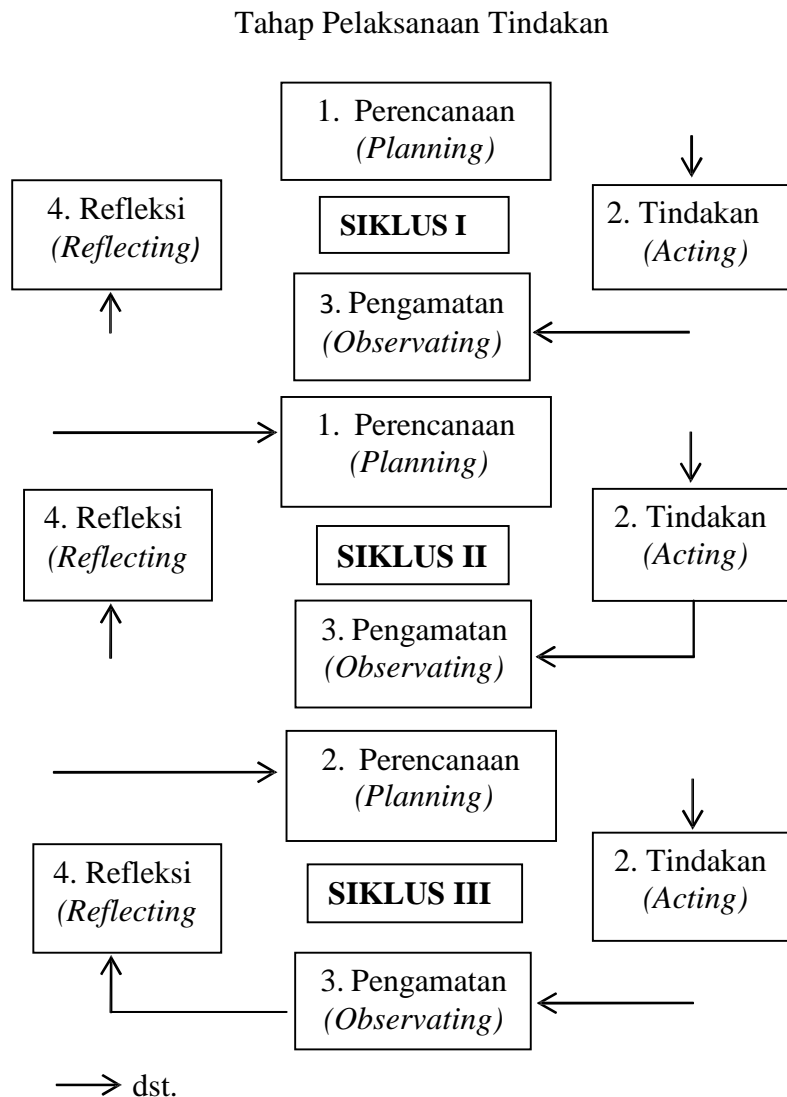 Tahap Pelaksanaan Tindakan
1. Perencanaan
(Planning)
4. Refleksi
(Reflecting)
SIKLUS I
2. Tindakan
(Acting)
3. Pengamatan
(Observating)
1. Perencanaan
(Planning)
4. Refleksi
(Reflecting
SIKLUS II
2. Tindakan
(Acting)
3. Pengamatan
(Observating)
2. Perencanaan
(Planning)
4. Refleksi
(Reflecting
SIKLUS III
2. Tindakan
(Acting)
3. Pengamatan
(Observating)
dst.